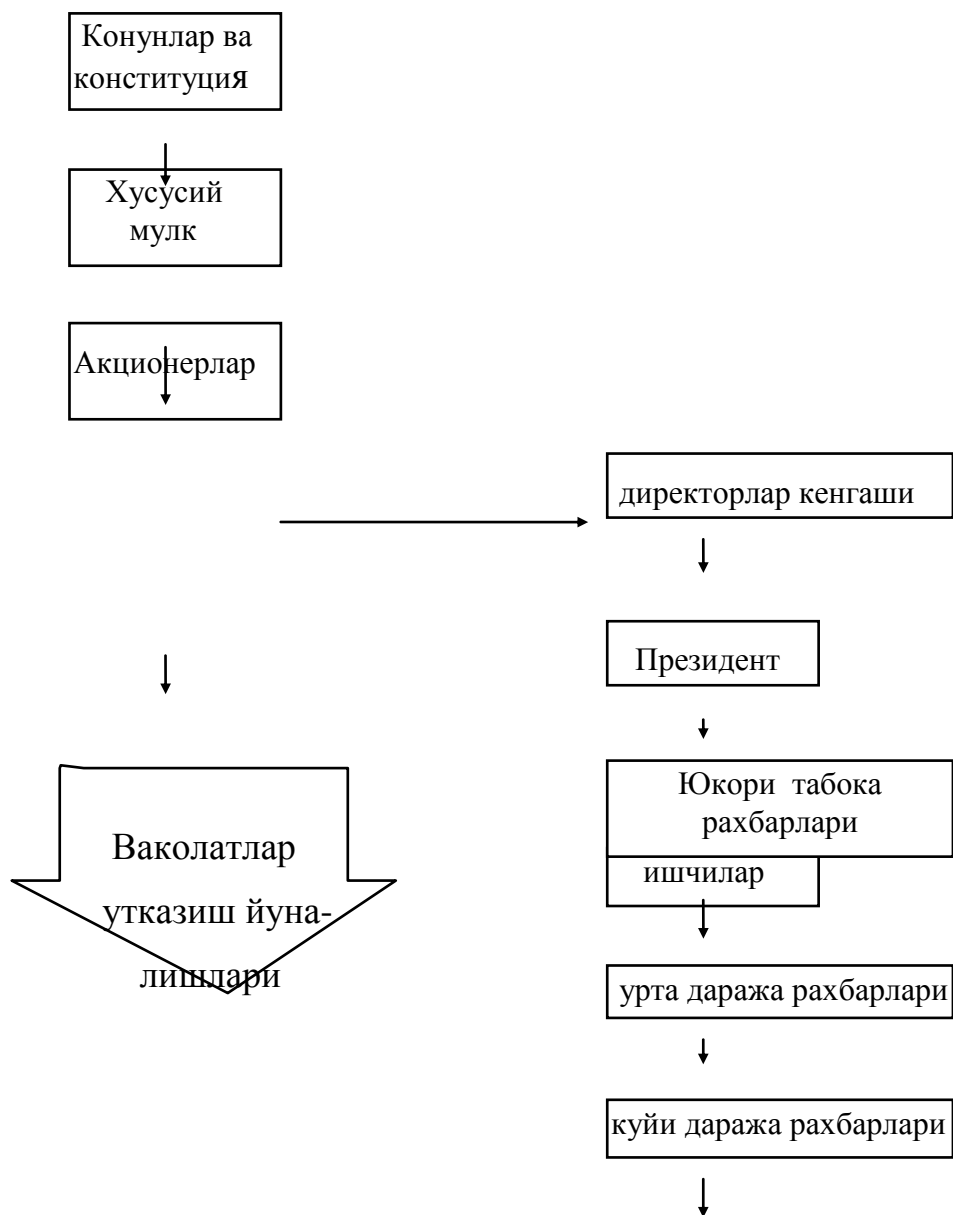 Конунлар ва
конституция
Хусусий
мулк
Акционерлар
директорлар кенгаши
Президент
Юкори табока
рахбарлари
ишчилар
Ваколатлар
утказиш йуна-
лишлари
урта даража рахбарлари
куйи даража рахбарлари